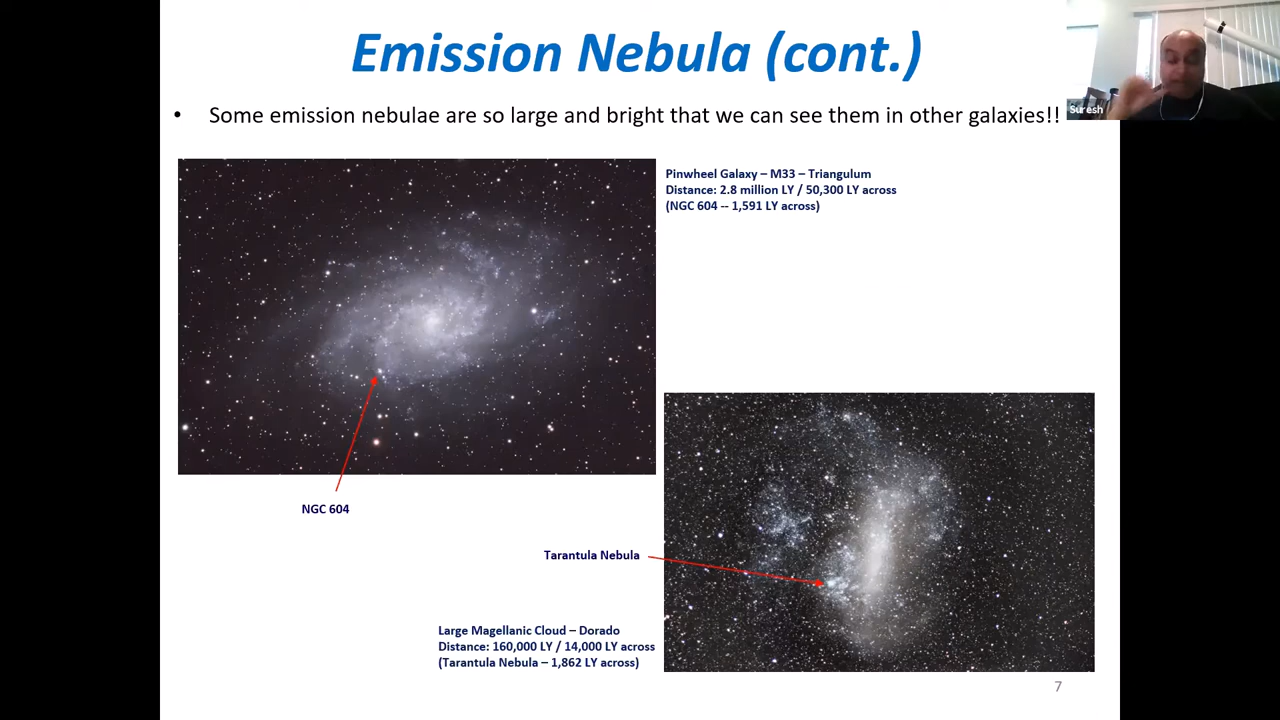 Emission Nebula (cont.)
Suresh
• Some emission nebulae are so large and bright that we can see them in other galaxies!!
Pinwheel Galaxy – M33 – Triangulum
Distance: 2.8 million LY / 50,300 LY across
(NGC 604 -- 1,591 LY across)
NGC 604
Tarantula Nebula
Large Magellanic Cloud – Dorado
Distance: 160,000 LY / 14,000 LY across
(Tarantula Nebula – 1,862 LY across)
7